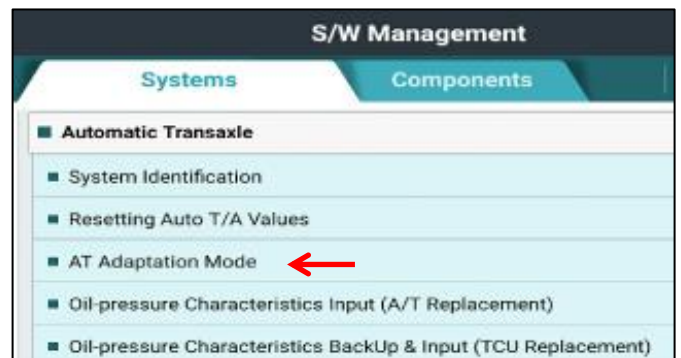 S/W Management
Systems
Components
Automatic Transaxle
System Identification
Resetting Auto T/A Values
AT Adaptation Mode
Oil-pressure Characteristics Input (A/T Replacement)
Oil-pressure Characteristics BackUp & Input (TCU Replacement)